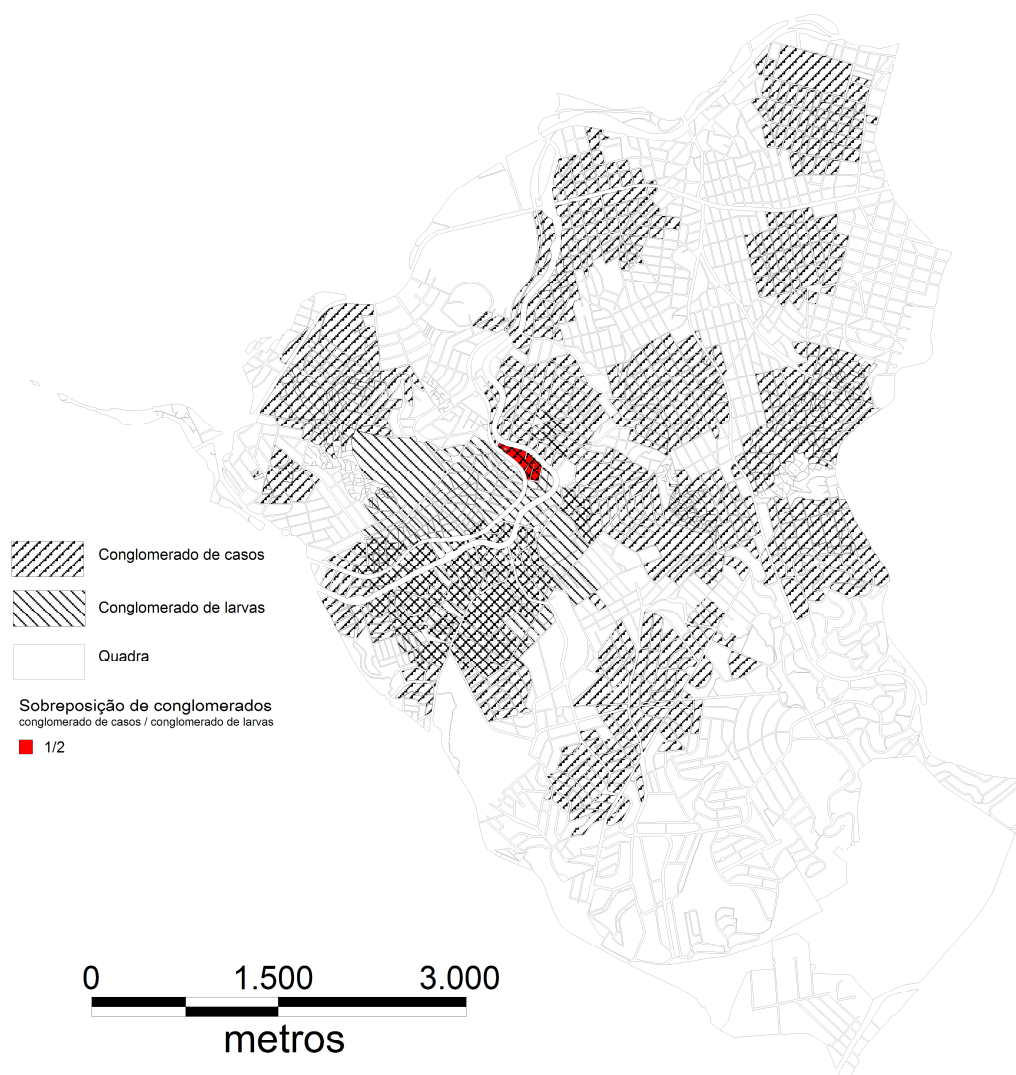 Conglomerado de casos
Conglomerado de larvas
Quadra
Sobreposição de conglomerados
conglomerado de casos / conglomerado de larvas
1/2
0 1.500 3.000
metros